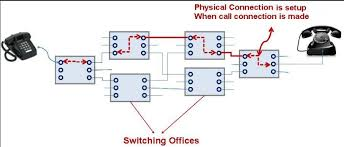 Physical Connection is setup
When call connection is made
Switching Offices